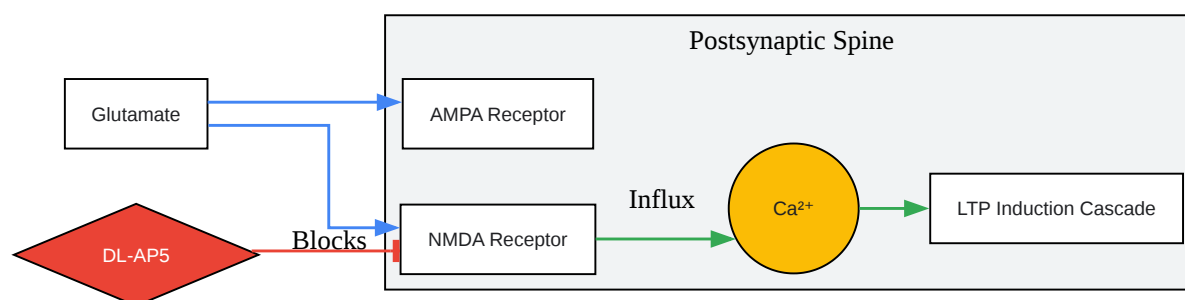 Postsynaptic Spine
Glutamate
AMPA Receptor
Influx
Ca²⁺
LTP Induction Cascade
Blocks
NMDA Receptor
DL-AP5